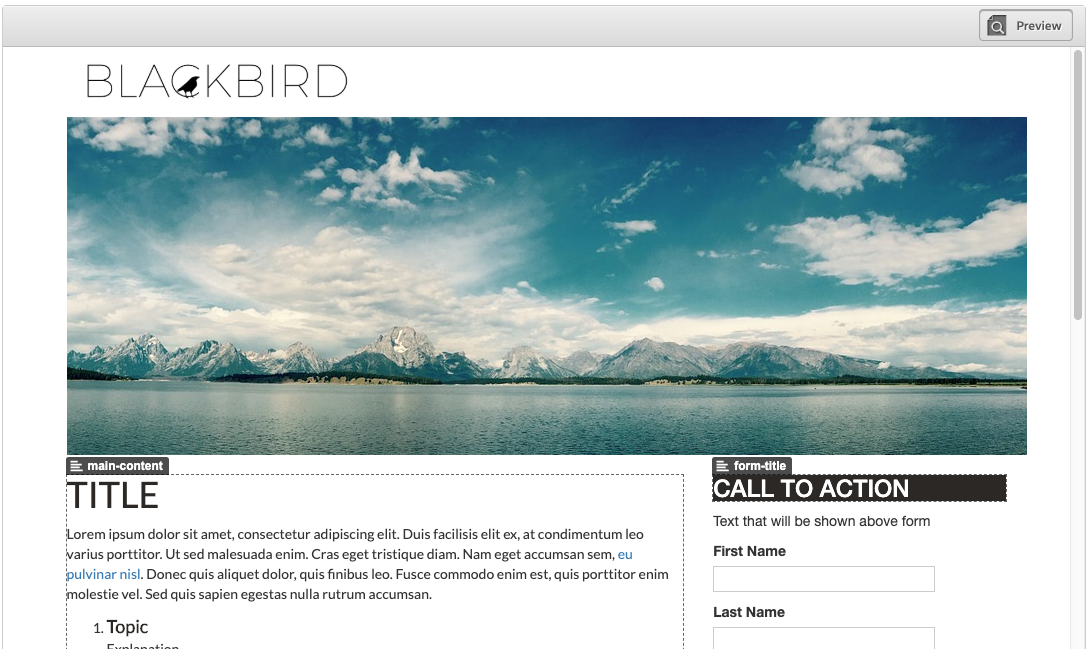 Preview
BLACKBIRD
main-content
TITLE
Lorem ipsum dolor sit amet, consectetur adipiscing elit. Duis facilisis elit ex, at condimentum leo
varius porttitor. Ut sed malesuada enim. Cras eget tristique diam. Nam eget accumsan sem, eu
pulvinar nisl. Donec quis aliquet dolor, quis finibus leo. Fusce commodo enim est, quis porttitor enim
molestie vel. Sed quis sapien egestas nulla rutrum accumsan.
1. Topic
Explanation
form-title
CALL TO ACTION
Text that will be shown above form
First Name
Last Name